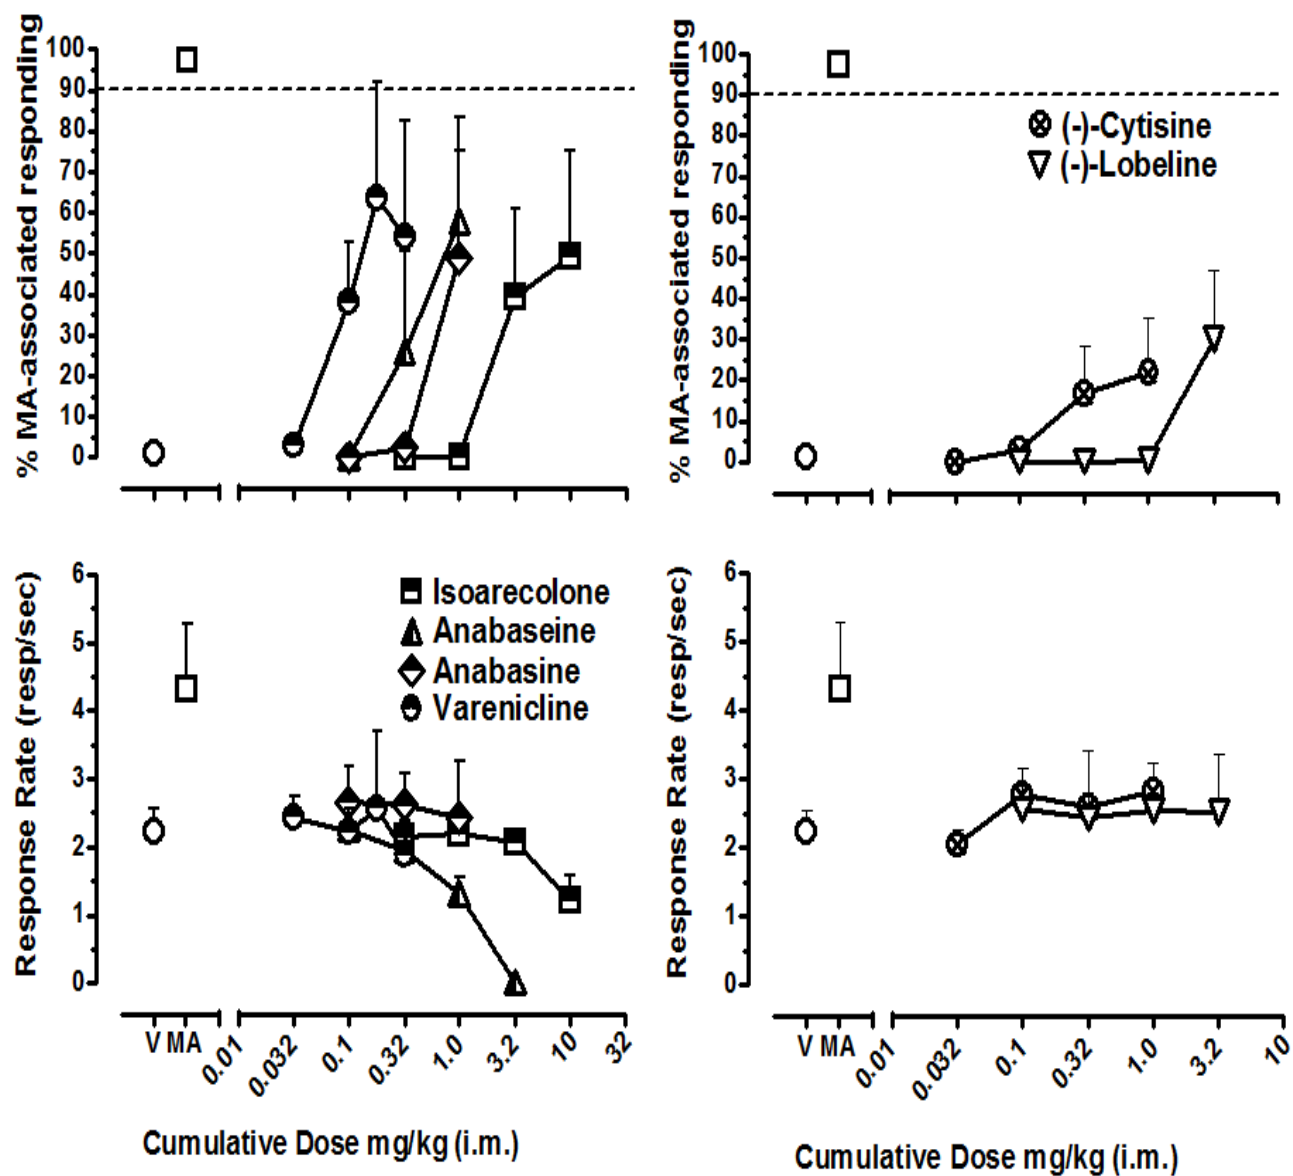 % MA-associated responding
100
90
80
70
60
50
40
30
20
10
0
% MA-associated responding
100
90
80
70
60
50
40
30
20
10
0
(-)-Cytisine
(-)-Lobeline
Response Rate (resp/sec)
6
5
4
3
2
1
0
Isoarecolone
Anabaseine
Anabasine
Varenicline
V MA 0.01 0.032 0.1 0.32 1.0 3.2 10 32
Cumulative Dose mg/kg (i.m.)
Response Rate (resp/sec)
6
5
4
3
2
1
0
V MA 0.01 0.032 0.1 0.32 1.0 3.2 10
Cumulative Dose mg/kg (i.m.)